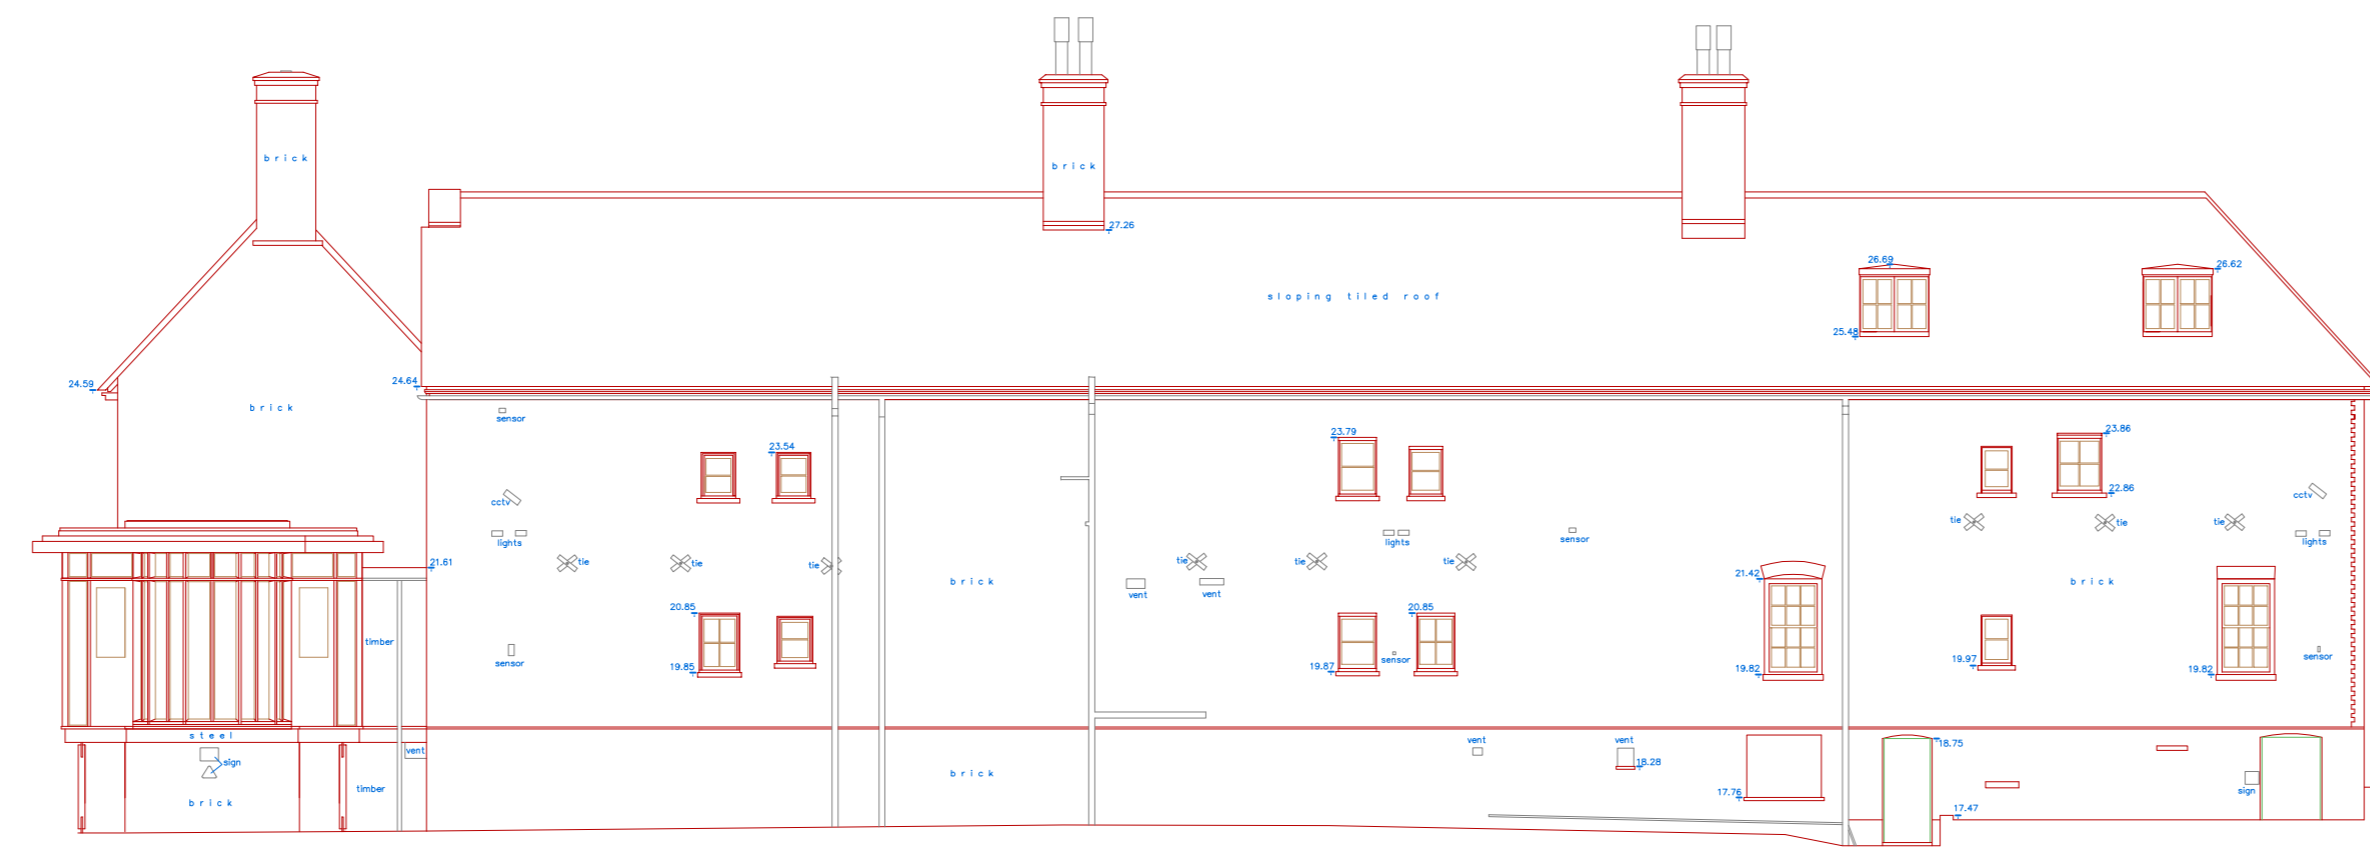 brick
brick
27.26
26.69
26.62
sloping tiled roof
25.48
24.59
24.64
brick
sensor
23.54
23.79
23.86
cctv
22.86
cctv
lights
tie
tie
tie
lights
sensor
tie
tie
tie
lights
21.61
tie
tie
tie
tie
tie
tie
21.42
brick
vent
vent
brick
20.85
20.85
timber
sensor
19.85
19.87
sensor
19.82
19.97
19.82
sensor
steel
vent
sign
brick
timber
brick
vent
vent
18.28
17.76
18.75
17.47
sign